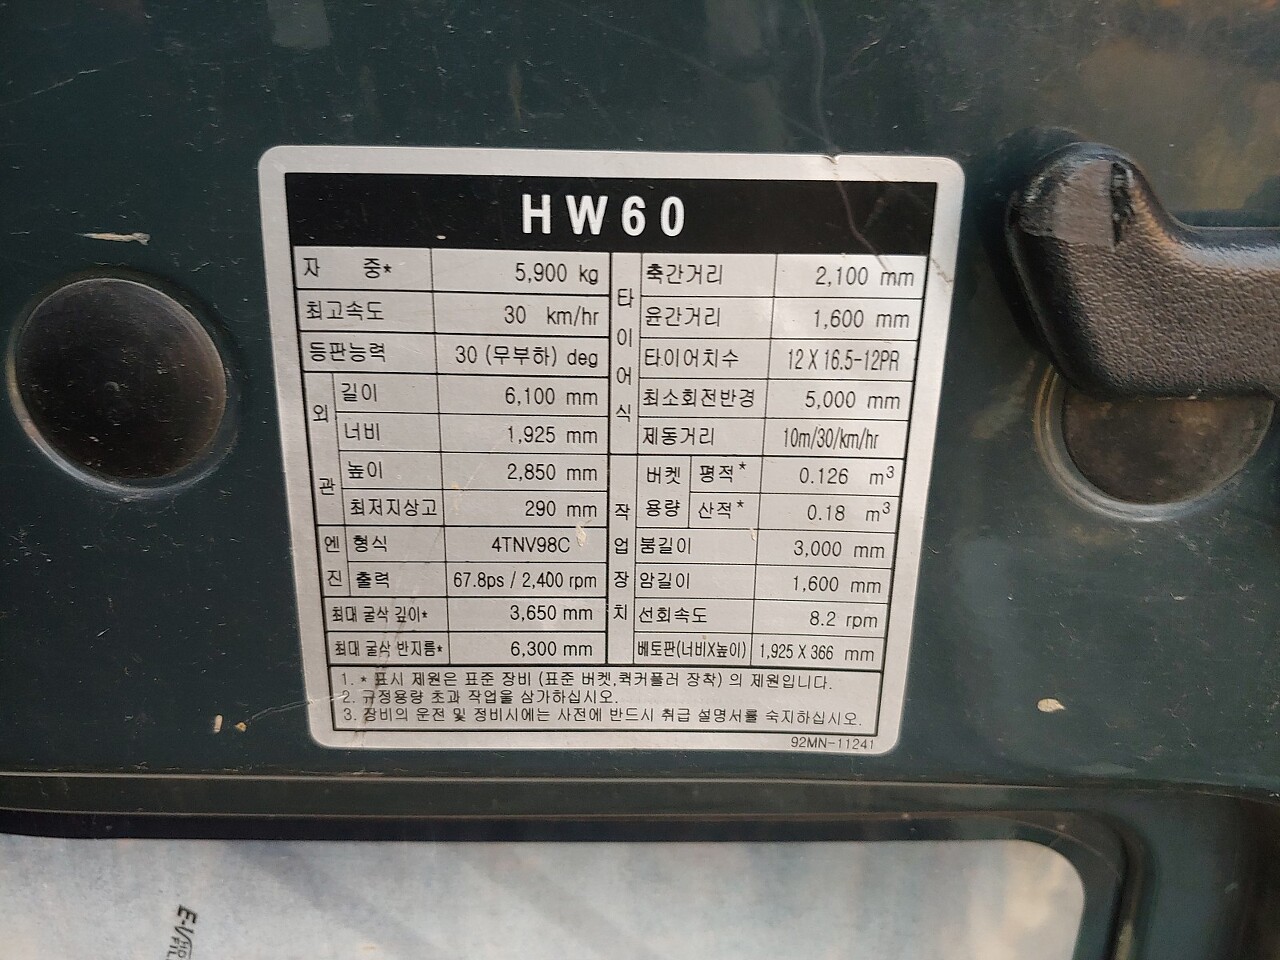 HW60
자 중* 5,900 kg
최고속도 30 km/hr
등판능력 30 (무부하) deg
외관
길이 6,100 mm
너비 1,925 mm
높이 2,850 mm
최저지상고 290 mm
엔진
형식 4TNV98C
출력 67.8ps / 2,400 rpm
최대 굴삭 깊이* 3,650 mm
최대 굴삭 반지름* 6,300 mm
타이어식
축간거리 2,100 mm
윤간거리 1,600 mm
타이어치수 12 X 16.5-12PR
최소회전반경 5,000 mm
제동거리 10m/30/km/hr
작업장치
버켓용량
평적* 0.126 m³
산적* 0.18 m³
붐길이 3,000 mm
암길이 1,600 mm
선회속도 8.2 rpm
베토판(너비X높이) 1,925 X 366 mm
1. * 표시 제원은 표준 장비 (표준 버켓,퀵커플러 장착) 의 제원입니다.
2. 규정용량 초과 작업을 삼가하십시오.
3. 장비의 운전 및 정비시에는 사전에 반드시 취급 설명서를 숙지하십시오.
92MN-11241